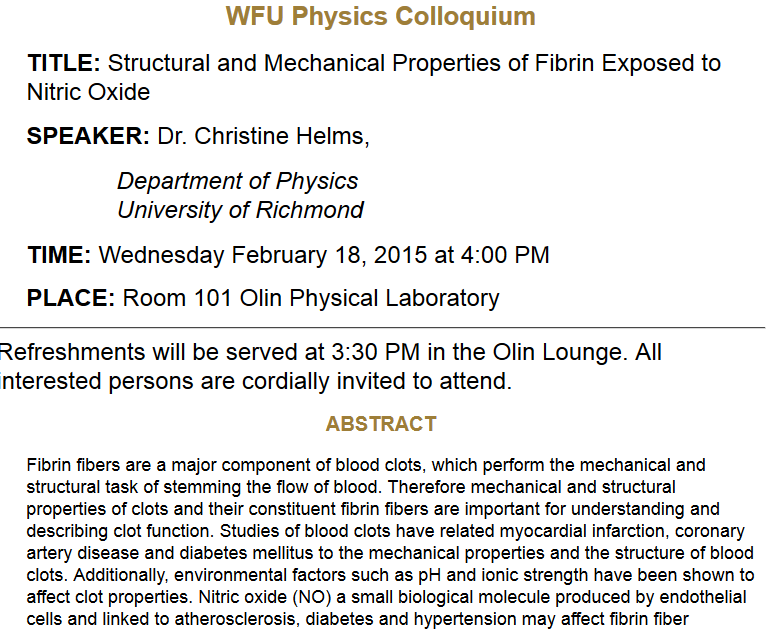 WFU Physics Colloquium
TITLE: Structural and Mechanical Properties of Fibrin Exposed to
Nitric Oxide
SPEAKER: Dr. Christine Helms,
Department of Physics
University of Richmond
TIME: Wednesday February 18, 2015 at 4:00 PM
PLACE: Room 101 Olin Physical Laboratory
Refreshments will be served at 3:30 PM in the Olin Lounge. All
interested persons are cordially invited to attend.
ABSTRACT
Fibrin fibers are a major component of blood clots, which perform the mechanical and
structural task of stemming the flow of blood. Therefore mechanical and structural
properties of clots and their constituent fibrin fibers are important for understanding and
describing clot function. Studies of blood clots have related myocardial infarction, coronary
artery disease and diabetes mellitus to the mechanical properties and the structure of blood
clots. Additionally, environmental factors such as pH and ionic strength have been shown to
affect clot properties. Nitric oxide (NO) a small biological molecule produced by endothelial
cells and linked to atherosclerosis, diabetes and hypertension may affect fibrin fiber